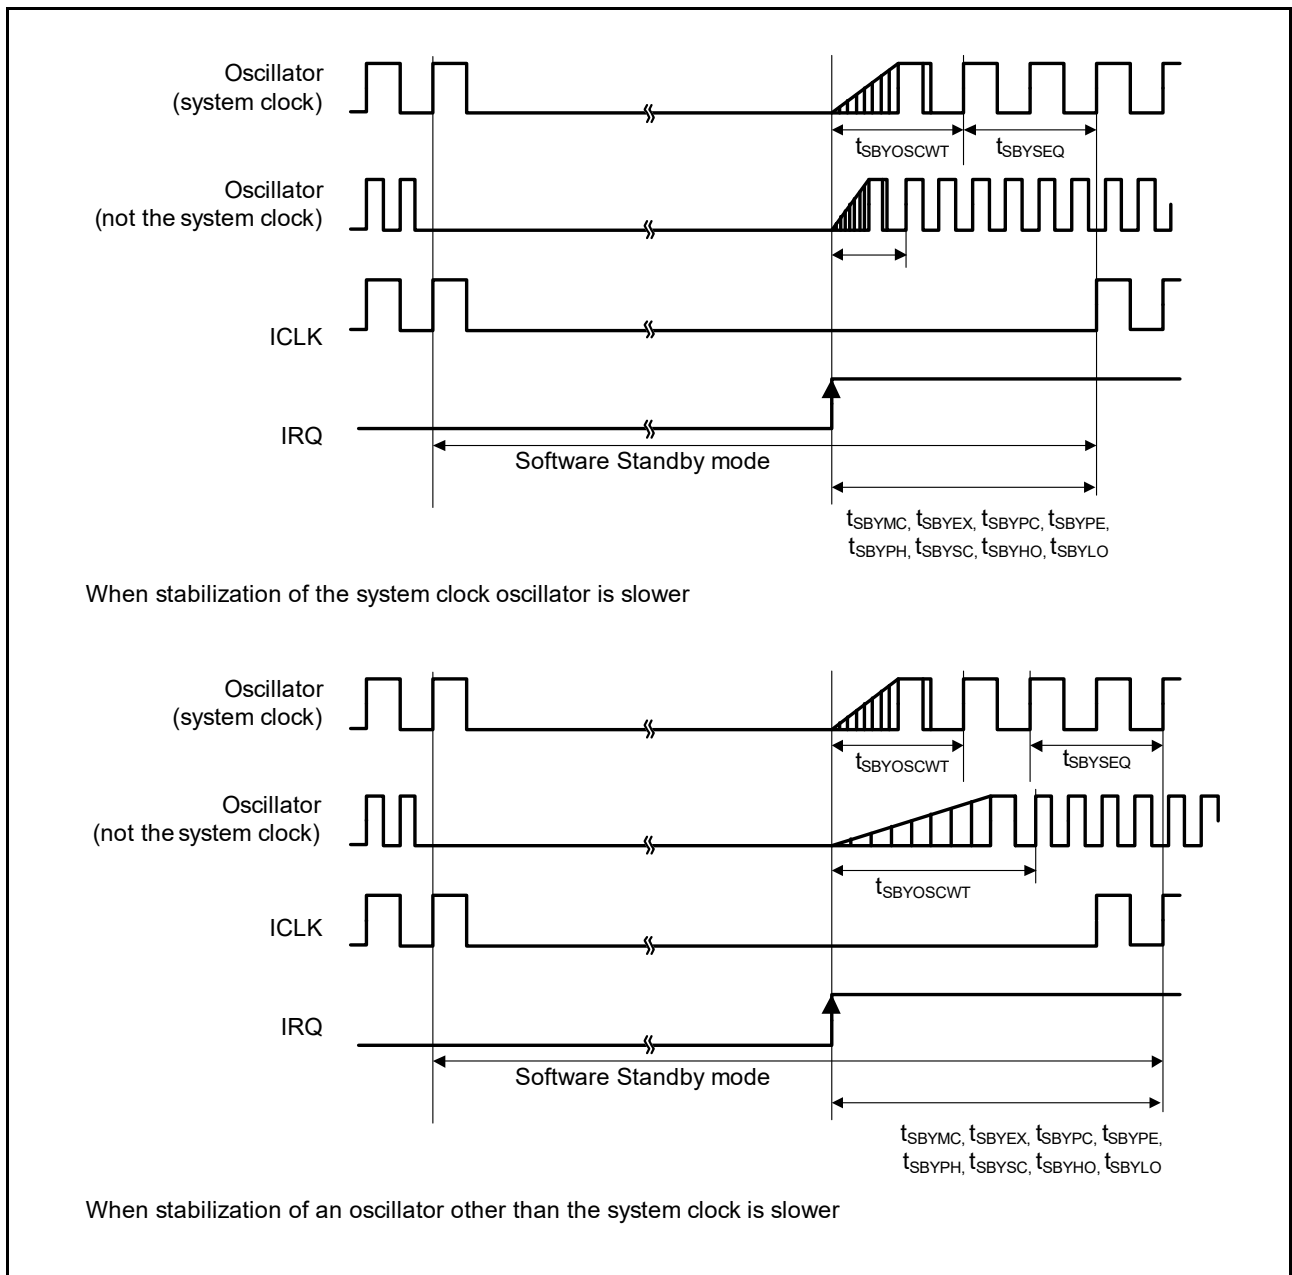 Oscillator
(system clock)
tSBYOSCWT
tSBYSEQ
Oscillator
(not the system clock)
ICLK
IRQ
Software Standby mode
tSBYMC, tSBYEX, tSBYPC, tSBYPE,
tSBYPH, tSBYSC, tSBYHO, tSBYLO
When stabilization of the system clock oscillator is slower
Oscillator
(system clock)
tSBYOSCWT
tSBYSEQ
Oscillator
(not the system clock)
tSBYOSCWT
ICLK
IRQ
Software Standby mode
tSBYMC, tSBYEX, tSBYPC, tSBYPE,
tSBYPH, tSBYSC, tSBYHO, tSBYLO
When stabilization of an oscillator other than the system clock is slower